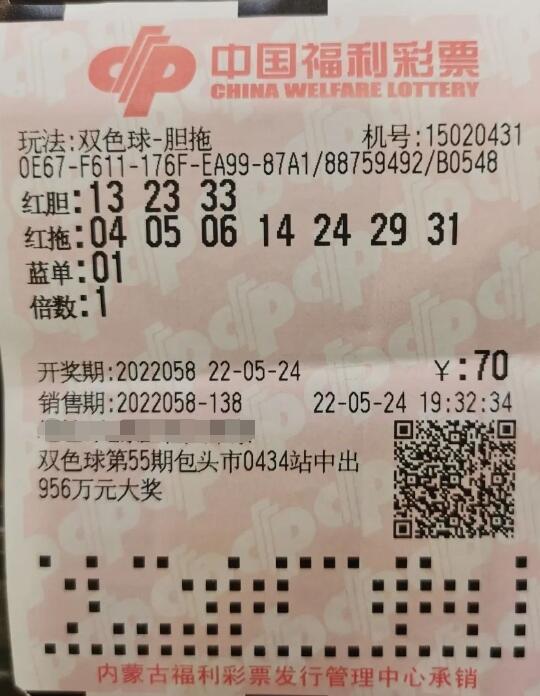 中国福利彩票
CHINA WELFARE LOTTERY
玩法:双色球-胆拖 机号:15020431
0E67-F611-176F-EA99-87A1/88759492/B0548
红胆:13 23 33
红拖:04 05 06 14 24 29 31
蓝单:01
倍数:1
开奖期:2022058 22-05-24 ¥:70
销售期:2022058-138 22-05-24 19:32:34
双色球第55期包头市0434站中出
956万元大奖
内蒙古福利彩票发行管理中心承销